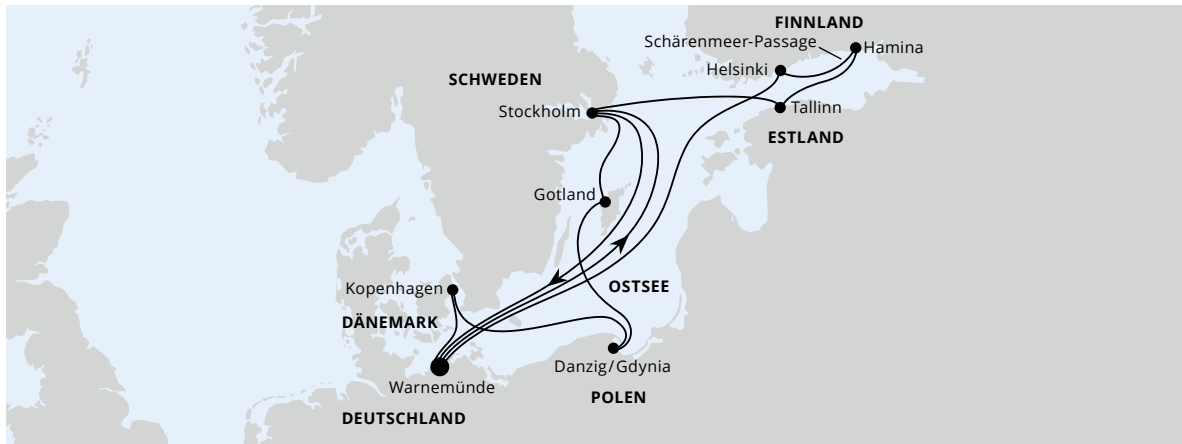 FINNLAND
Schärenmeer-Passage
Hamina
Helsinki
SCHWEDEN
Stockholm
Tallinn
ESTLAND
Gotland
Kopenhagen
OSTSEE
DÄNEMARK
Danzig/Gdynia
Warnemünde
POLEN
DEUTSCHLAND